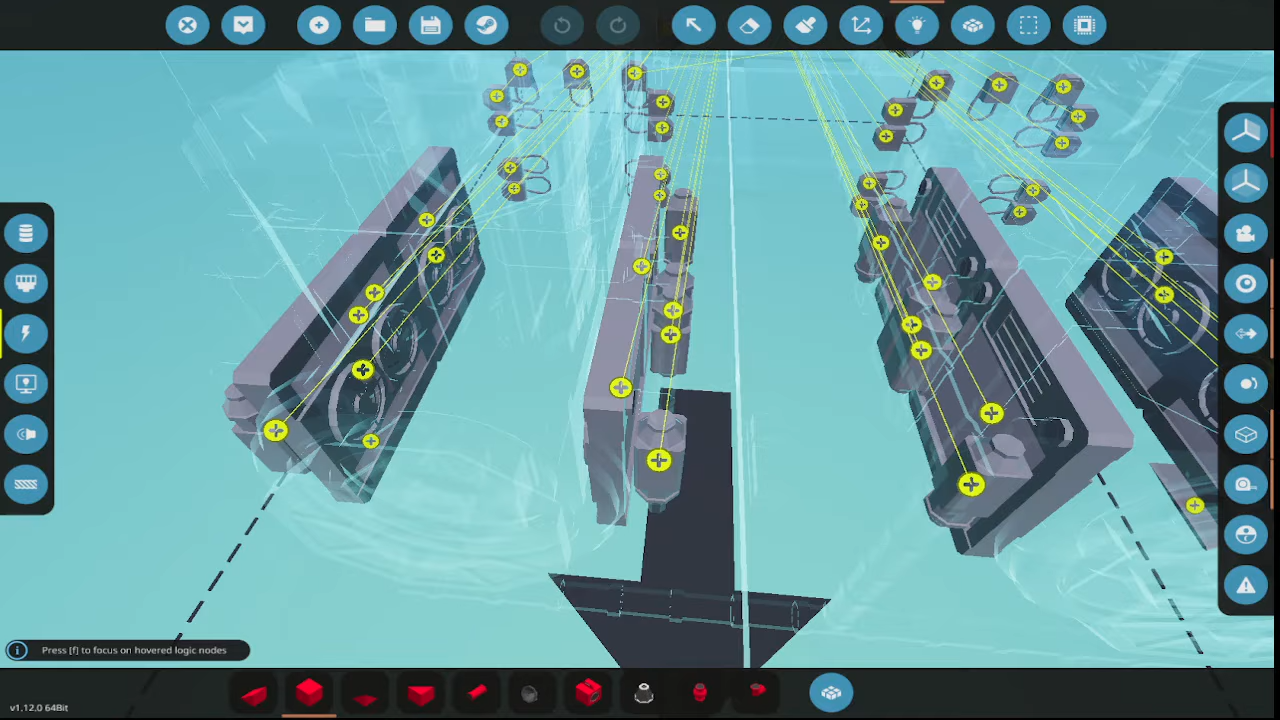 Press [f] to focus on hovered logic nodes
v1.12.0 64Bit